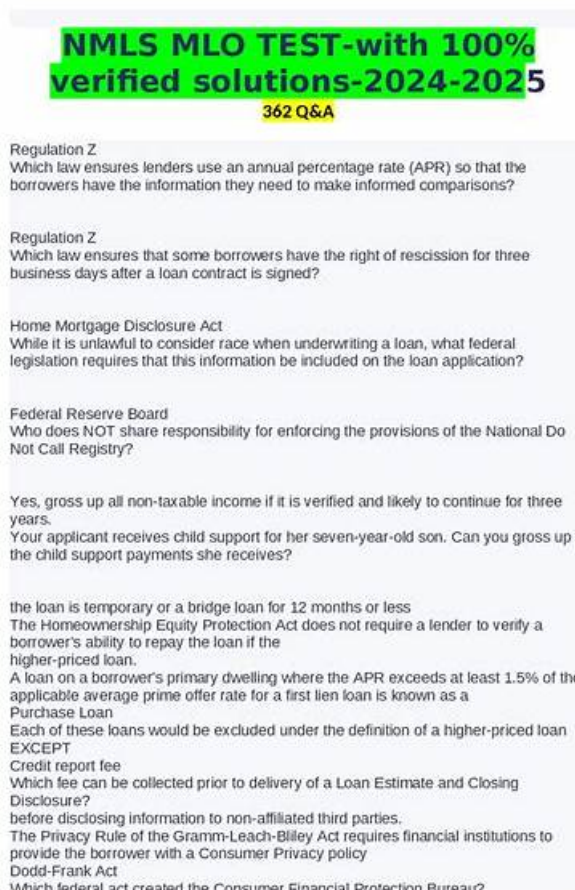 NMLS MLO TEST-with 100%
verified solutions-2024-2025
362 Q&A
Regulation Z
Which law ensures lenders use an annual percentage rate (APR) so that the
borrowers have the information they need to make informed comparisons?
Regulation Z
Which law ensures that some borrowers have the right of rescission for three
business days after a loan contract is signed?
Home Mortgage Disclosure Act
While it is unlawful to consider race when underwriting a loan, what federal
legislation requires that this information be included on the loan application?
Federal Reserve Board
Who does NOT share responsibility for enforcing the provisions of the National Do
Not Call Registry?
Yes, gross up all non-taxable income if it is verified and likely to continue for three
years.
Your applicant receives child support for her seven-year-old son. Can you gross up
the child support payments she receives?
the loan is temporary or a bridge loan for 12 months or less
The Homeownership Equity Protection Act does not require a lender to verify a
borrower's ability to repay the loan if the
higher-priced loan.
A loan on a borrower's primary dwelling where the APR exceeds at least 1.5% of the
applicable average prime offer rate for a first lien loan is known as a
Purchase Loan
Each of these loans would be excluded under the definition of a higher-priced loan
EXCEPT
Credit report fee
Which fee can be collected prior to delivery of a Loan Estimate and Closing
Disclosure?
before disclosing information to non-affiliated third parties.
The Privacy Rule of the Gramm-Leach-Bliley Act requires financial institutions to
provide the borrower with a Consumer Privacy policy
Dodd-Frank Act
Which federal act created the Consumer Financial Protection Bureau?